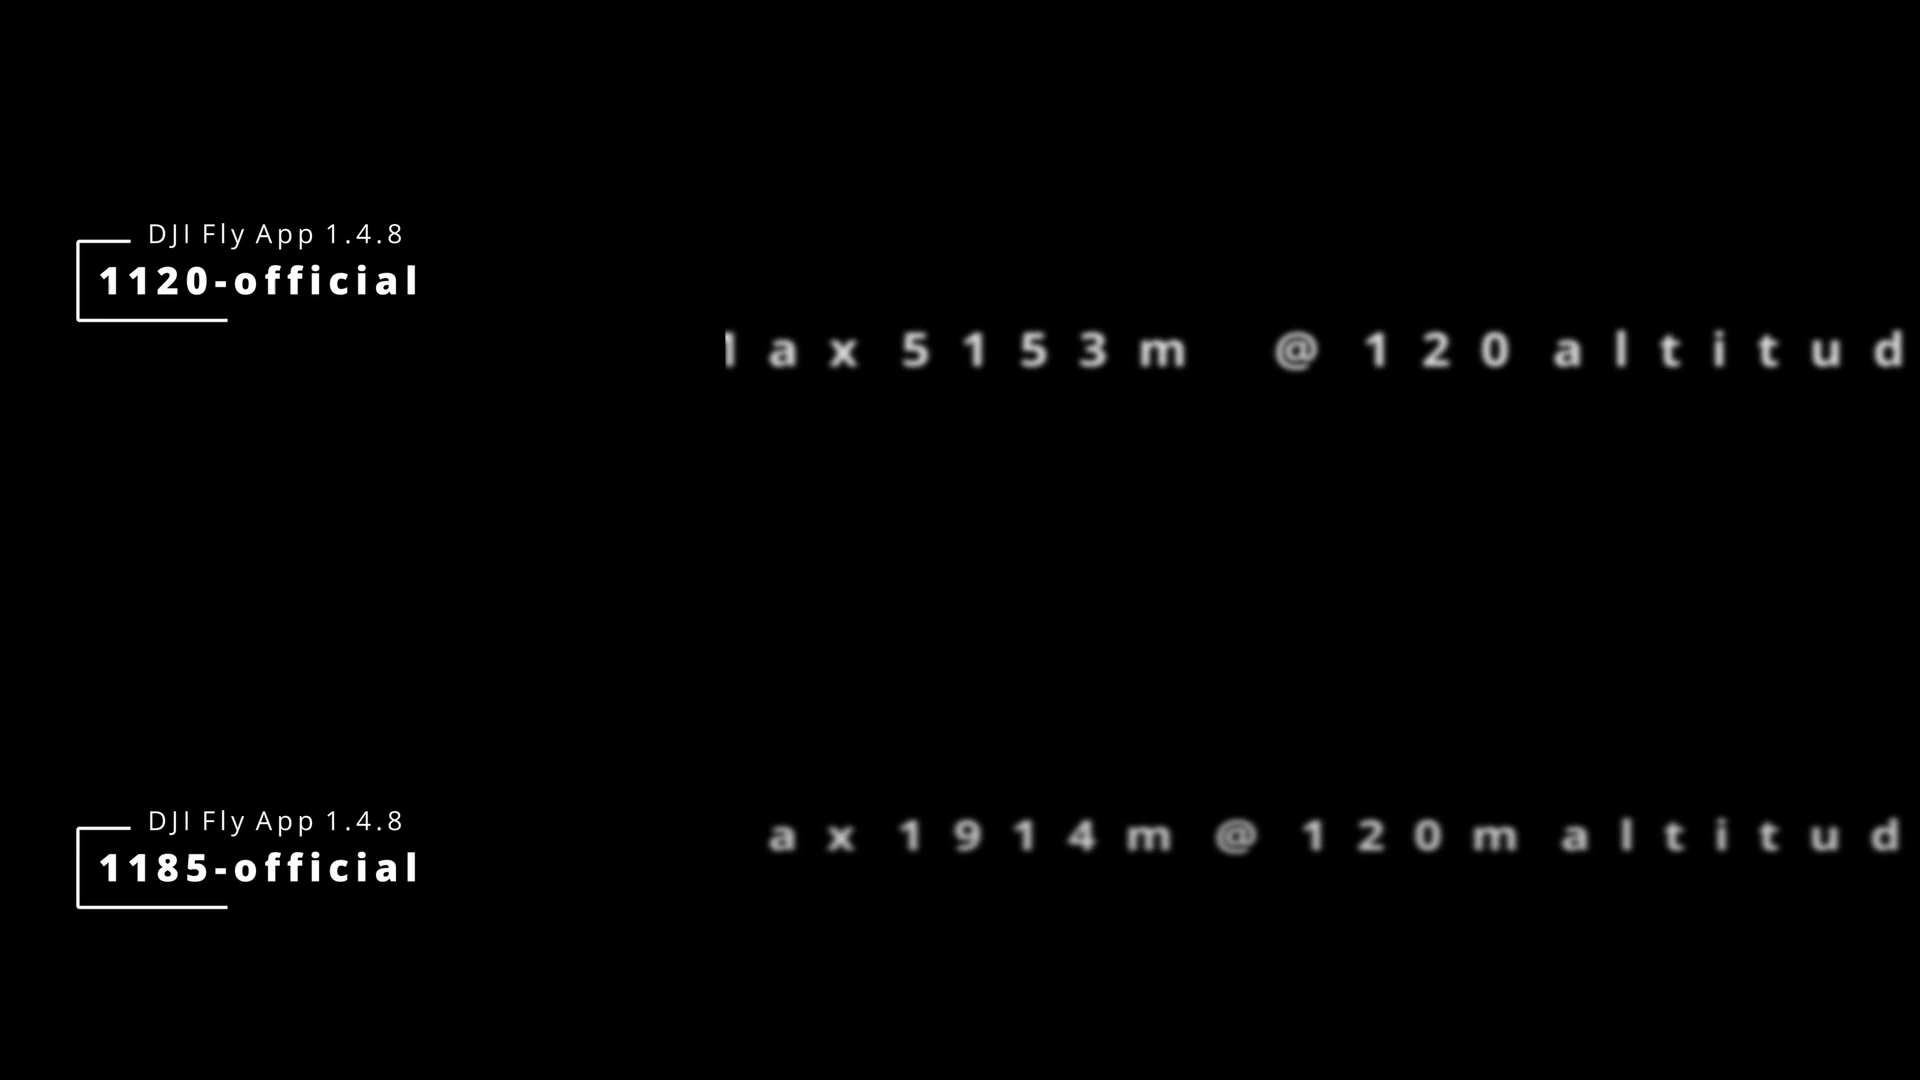 DJI Fly App 1.4.8
1120-official
ax 5153m @ 120 altitud
DJI Fly App 1.4.8
1185-official
ax 1914m @ 120m altitud